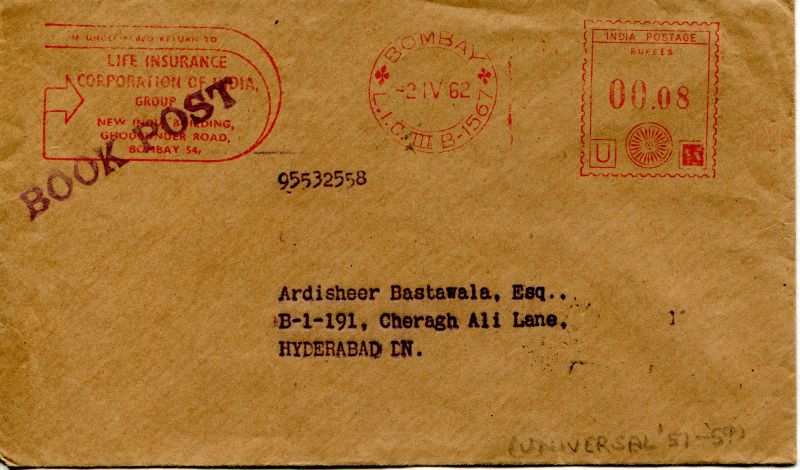 IF UNDELIVERED RETURN TO
LIFE INSURANCE
CORPORATION OF INDIA,
GROUP
NEW INDIA BUILDING,
GHODBUNDER ROAD,
BOMBAY 54,
BOOK POST
BOMBAY
-2 IV 62
L.I.C. III B-1567
INDIA POSTAGE
RUPEES
00.08
U
95532558
Ardisheer Bastawala, Esq.,
B-1-191, Cheragh Ali Lane,
HYDERABAD DN.
(UNIVERSAL '57-59)